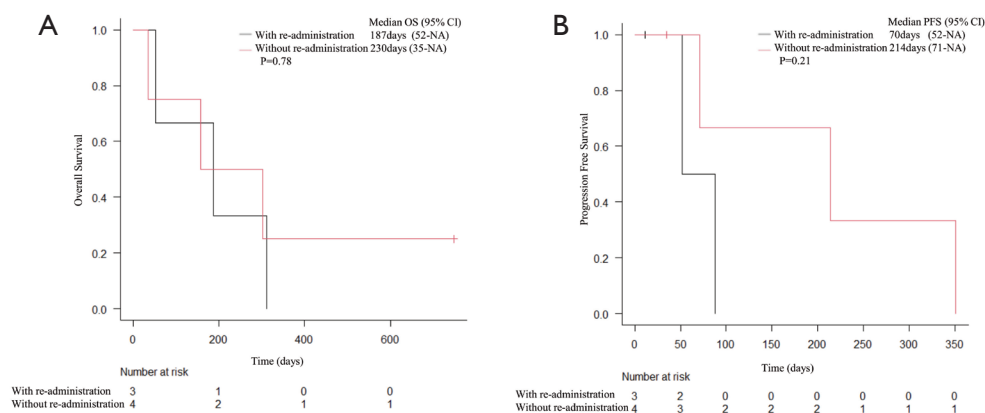 A
Median OS (95% CI)
With re-administration 187days (52-NA)
Without re-administration 230days (35-NA)
P=0.78
Overall Survival
1.0
0.8
0.6
0.4
0.2
0.0
0 200 400 600
Time (days)
Number at risk
With re-administration 3 1 0 0
Without re-administration 4 2 1 1
B
Median PFS (95% CI)
With re-administration 70days (52-NA)
Without re-administration 214days (71-NA)
P=0.21
Progression Free Survival
1.0
0.8
0.6
0.4
0.2
0.0
0 50 100 150 200 250 300 350
Time (days)
Number at risk
With re-administration 3 2 0 0 0 0 0 0
Without re-administration 4 3 2 2 2 1 1 1